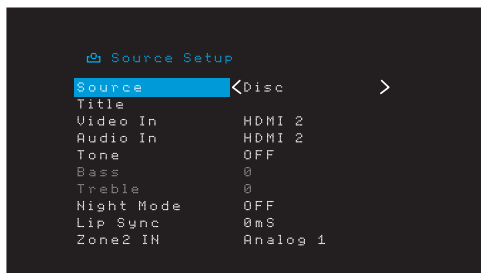 Source Setup
Source <Disc >
Title
Video In HDMI 2
Audio In HDMI 2
Tone OFF
Bass 0
Treble 0
Night Mode OFF
Lip Sync 0mS
Zone2 IN Analog 1